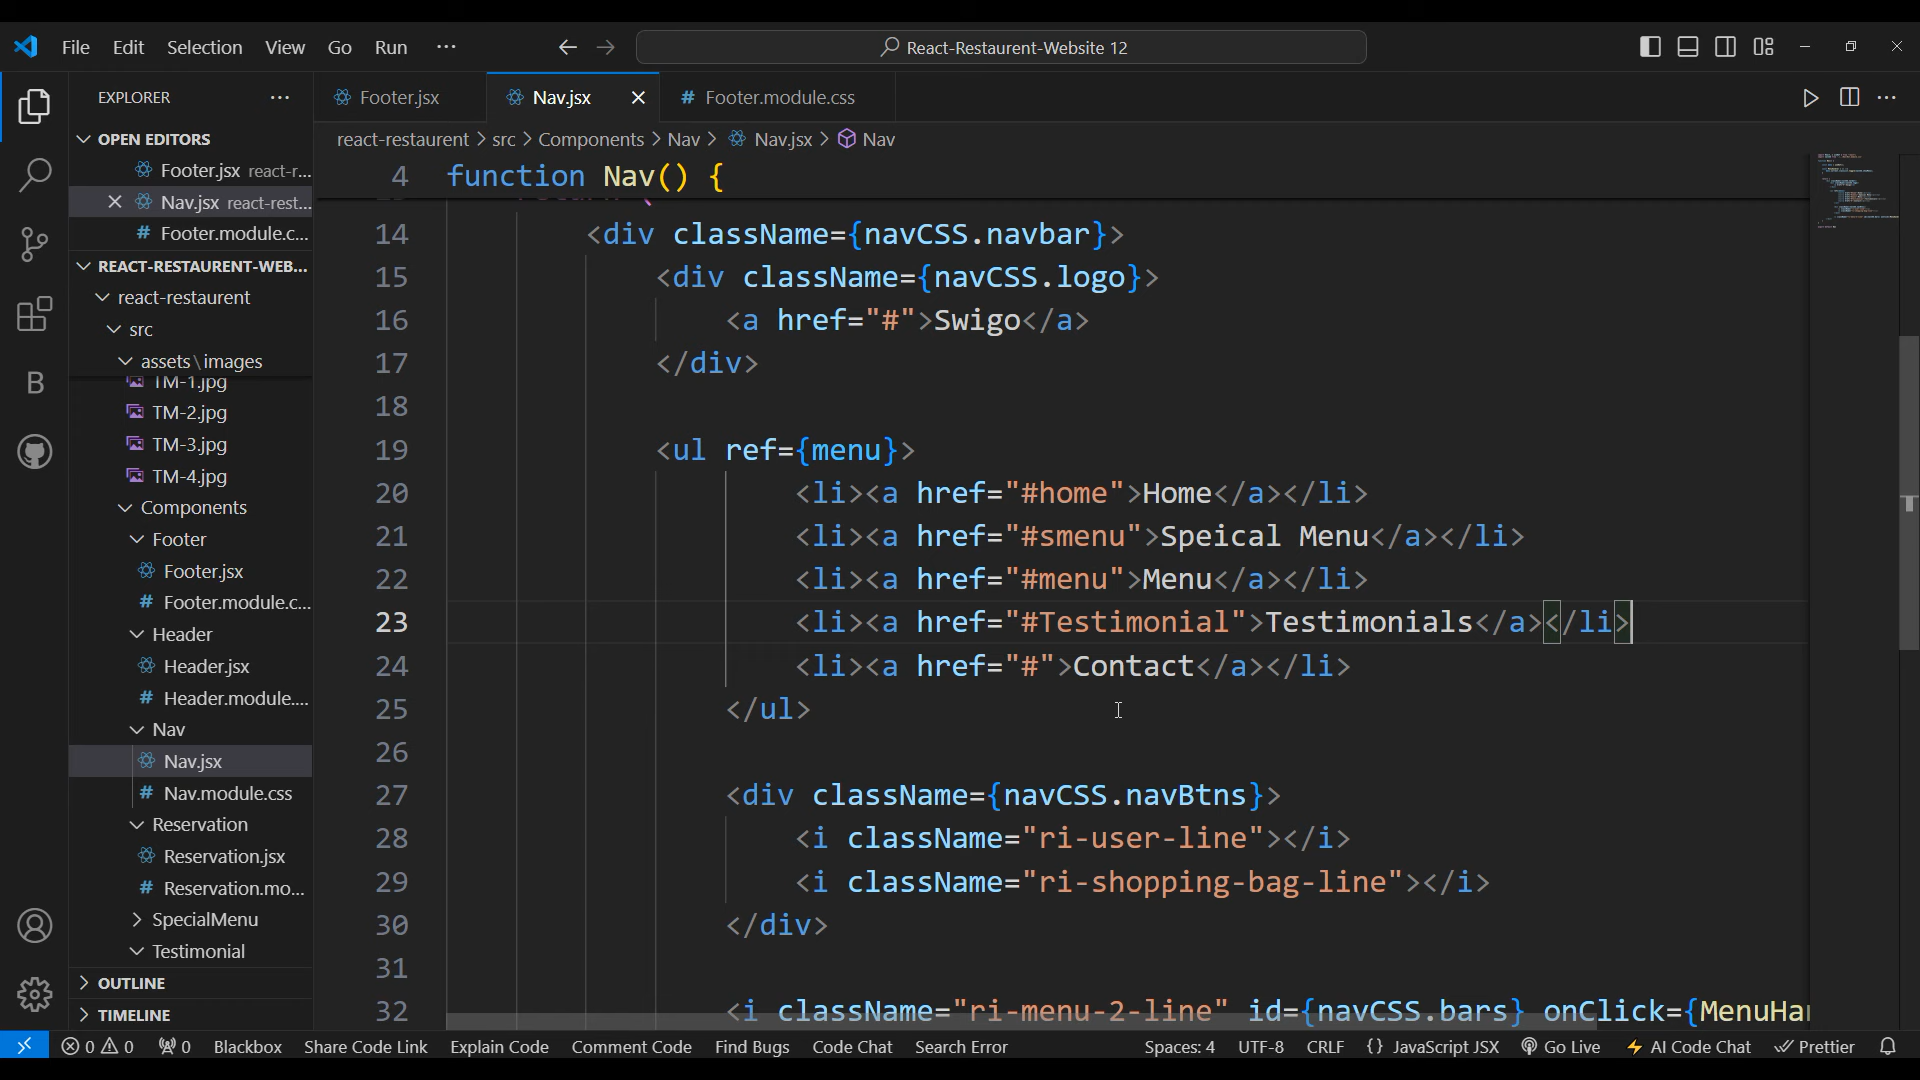 File Edit Selection View Go Run ··· React-Restaurent-Website 12
EXPLORER ···
OPEN EDITORS
Footer.jsx react-r...
Nav.jsx react-rest...
Footer.module.c...
REACT-RESTAURENT-WEB...
react-restaurent
src
assets\images
TM-1.jpg
TM-2.jpg
TM-3.jpg
TM-4.jpg
Components
Footer
Footer.jsx
Footer.module.c...
Header
Header.jsx
Header.module....
Nav
Nav.jsx
Nav.module.css
Reservation
Reservation.jsx
Reservation.mo...
SpecialMenu
Testimonial
OUTLINE
TIMELINE
B
Footer.jsx Nav.jsx Footer.module.css
react-restaurent > src > Components > Nav > Nav.jsx > Nav
4 function Nav() {
14 <div className={navCSS.navbar}>
15 <div className={navCSS.logo}>
16 <a href="#">Swigo</a>
17 </div>
18
19 <ul ref={menu}>
20 <li><a href="#home">Home</a></li>
21 <li><a href="#smenu">Speical Menu</a></li>
22 <li><a href="#menu">Menu</a></li>
23 <li><a href="#Testimonial">Testimonials</a></li>
24 <li><a href="#">Contact</a></li>
25 </ul>
26
27 <div className={navCSS.navBtns}>
28 <i className="ri-user-line"></i>
29 <i className="ri-shopping-bag-line"></i>
30 </div>
31
32 <i className="ri-menu-2-line" id={navCSS.bars} onClick={MenuHa
0 0 0 Blackbox Share Code Link Explain Code Comment Code Find Bugs Code Chat Search Error Spaces: 4 UTF-8 CRLF {} JavaScript JSX Go Live AI Code Chat Prettier